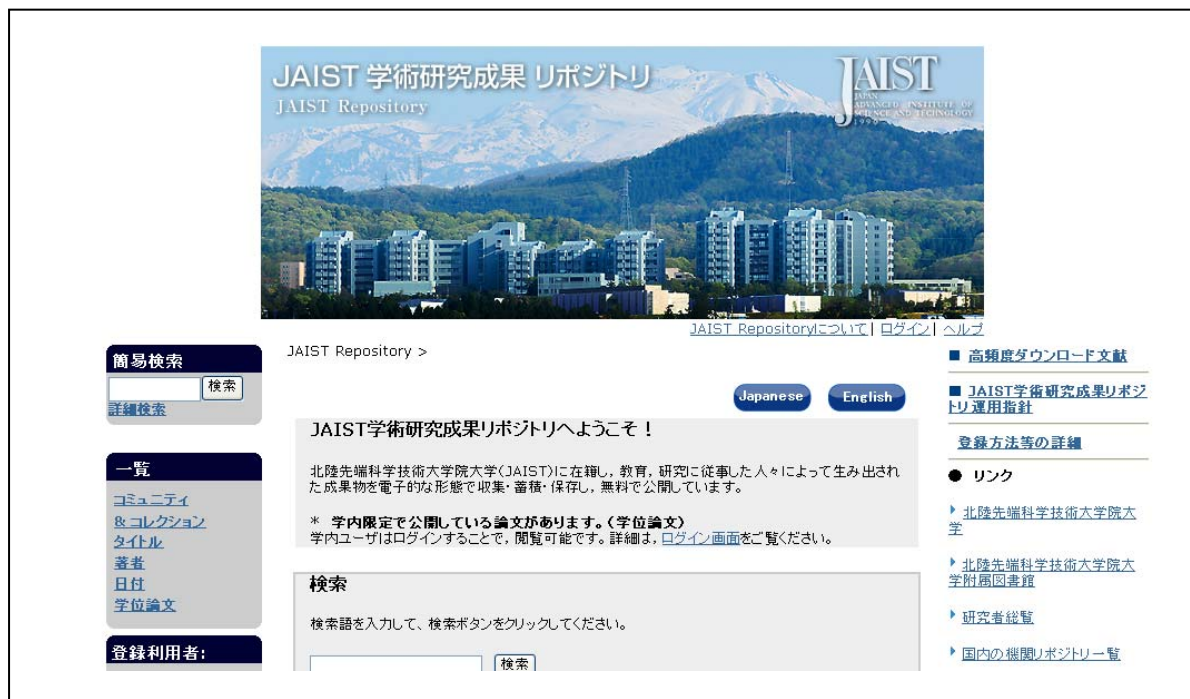 JAIST 学術研究成果 リポジトリ
JAIST Repository
JAIST
JAPAN
ADVANCED INSTITUTE OF
SCIENCE AND TECHNOLOGY
1990
JAIST Repositoryについて| ログイン| ヘルプ
簡易検索
検索
詳細検索
一覧
コミュニティ
& コレクション
タイトル
著者
日付
学位論文
登録利用者:
JAIST Repository >
Japanese English
JAIST学術研究成果リポジトリへようこそ！
北陸先端科学技術大学院大学(JAIST)に在籍し，教育，研究に従事した人々によって生み出され
た成果物を電子的な形態で収集・蓄積・保存し，無料で公開しています。
* 学内限定で公開している論文があります。（学位論文）
学内ユーザはログインすることで，閲覧可能です。詳細は，ログイン画面をご覧ください。
検索
検索語を入力して、検索ボタンをクリックしてください。
検索
■ 高頻度ダウンロード文献
■ JAIST学術研究成果リポジ
トリ運用指針
登録方法等の詳細
● リンク
北陸先端科学技術大学院大
学
北陸先端科学技術大学院大
学附属図書館
研究者総覧
国内の機関リポジトリ一覧